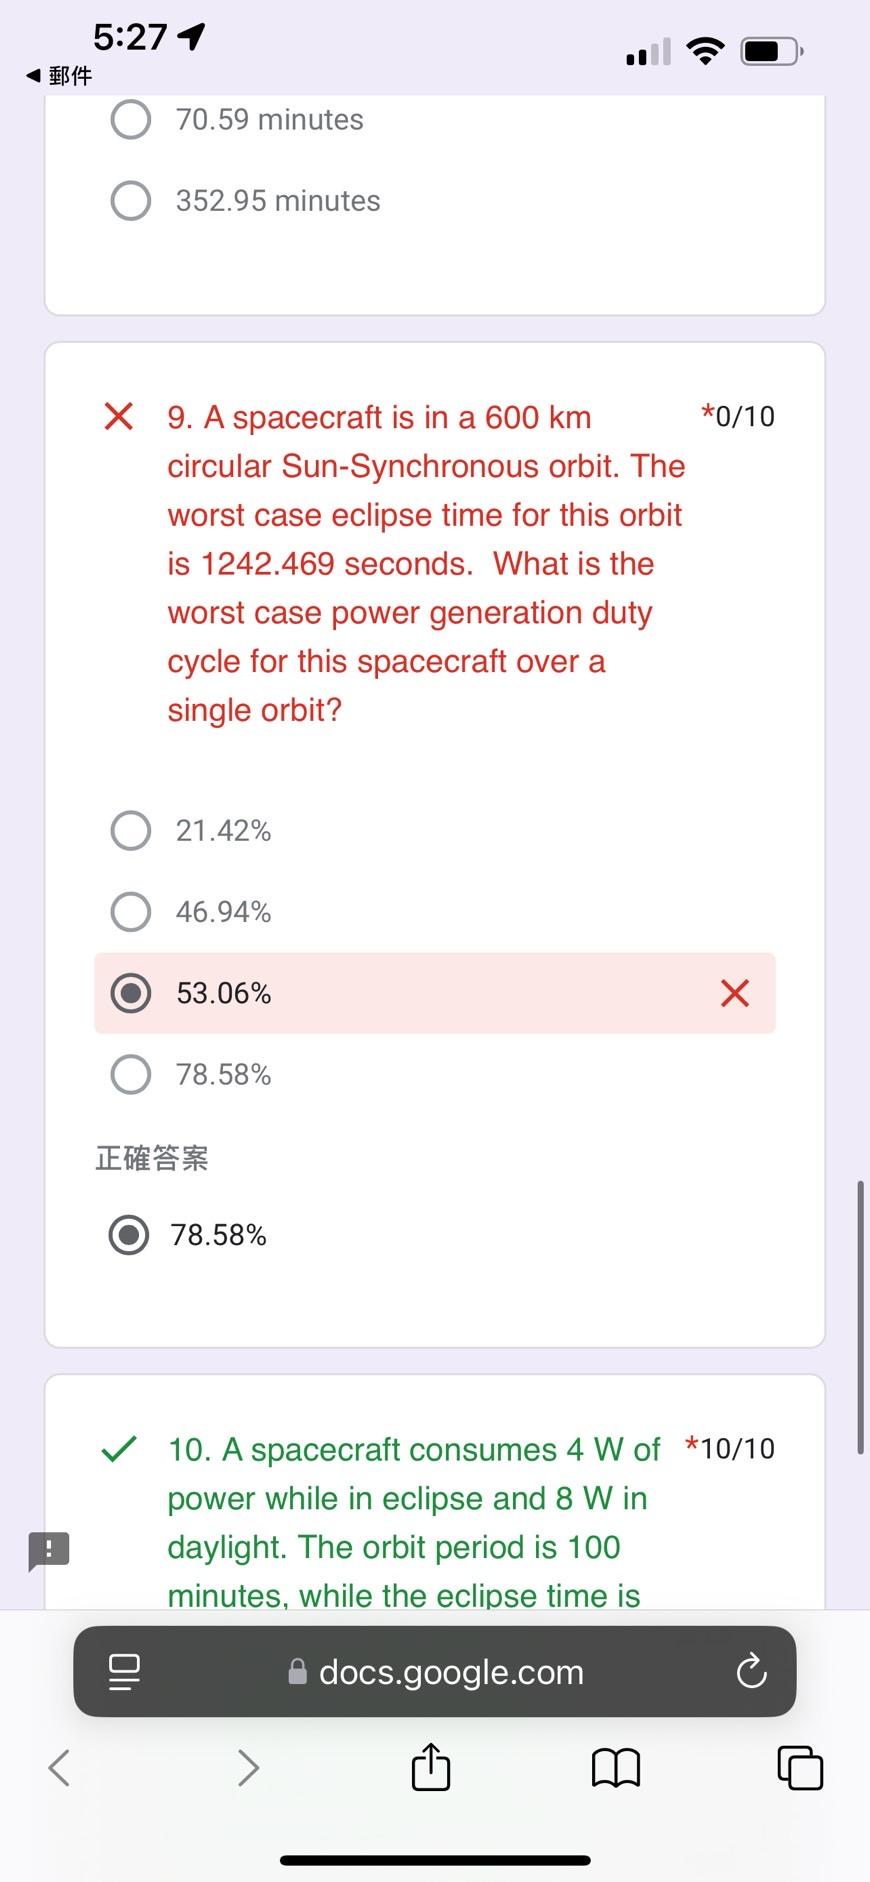 5:27
郵件
70.59 minutes
352.95 minutes
9. A spacecraft is in a 600 km
*0/10
circular Sun-Synchronous orbit. The
worst case eclipse time for this orbit
is 1242.469 seconds.  What is the
worst case power generation duty
cycle for this spacecraft over a
single orbit?
21.42%
46.94%
53.06%
78.58%
正確答案
78.58%
10. A spacecraft consumes 4 W of
*10/10
power while in eclipse and 8 W in
daylight. The orbit period is 100
minutes, while the eclipse time is
docs.google.com